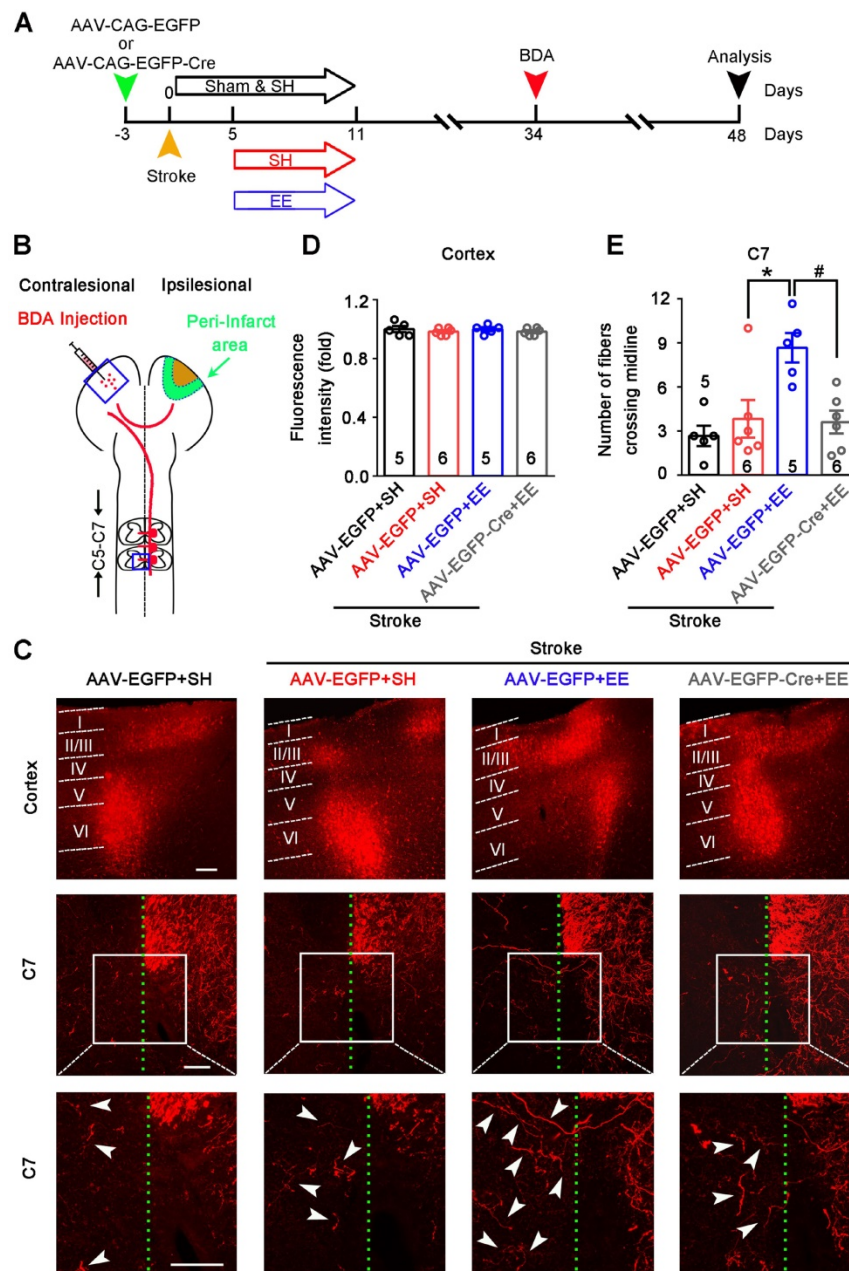 A
AAV-CAG-EGFP
or
AAV-CAG-EGFP-Cre
BDA
Analysis
0
Sham & SH
Days
-3
5
11
34
48
Days
Stroke
SH
EE
B
Contralesional
Ipsilesional
BDA Injection
Peri-Infarct
area
C5-C7
D
Cortex
Fluorescence
intensity (fold)
1.2
0.8
0.4
0.0
5
6
5
6
AAV-EGFP+SH
AAV-EGFP+SH
AAV-EGFP+EE
AAV-EGFP-Cre+EE
Stroke
E
C7
Number of fibers
crossing midline
12
9
6
3
0
*
#
5
6
5
6
AAV-EGFP+SH
AAV-EGFP+SH
AAV-EGFP+EE
AAV-EGFP-Cre+EE
Stroke
C
Stroke
AAV-EGFP+SH
AAV-EGFP+SH
AAV-EGFP+EE
AAV-EGFP-Cre+EE
Cortex
I
II/III
IV
V
VI
I
II/III
IV
V
VI
I
II/III
IV
V
VI
I
II/III
IV
V
VI
C7
C7